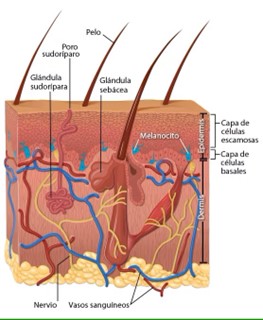 Pelo
Poro
sudoríparo
Glándula
sudorípara
Glándula
sebácea
Melanocito
Epidermis
Capa de
células
escamosas
Capa de
células
basales
Dermis
Nervio
Vasos sanguíneos